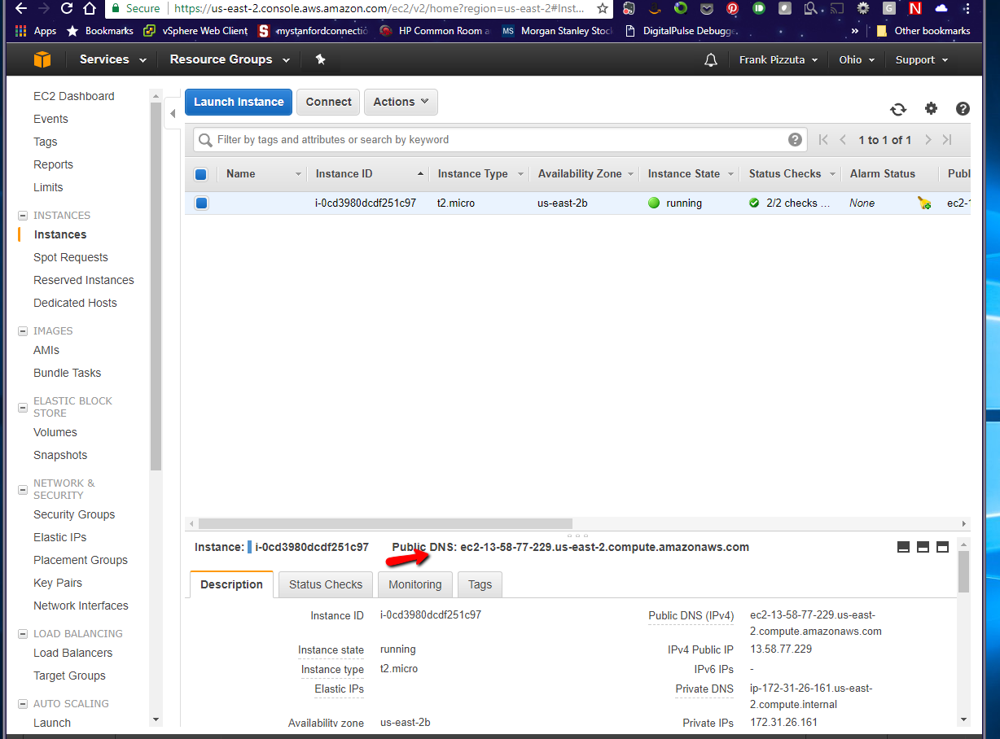 Secure https://us-east-2.console.aws.amazon.com/ec2/v2/home?region=us-east-2#Inst...
Apps Bookmarks vSphere Web Client mystanfordconnectio HP Common Room a MS Morgan Stanley Stock DigitalPulse Debugge » Other bookmarks
Services Resource Groups Frank Pizzuta Ohio Support
EC2 Dashboard
Events
Tags
Reports
Limits
INSTANCES
Instances
Spot Requests
Reserved Instances
Dedicated Hosts
IMAGES
AMIs
Bundle Tasks
ELASTIC BLOCK
STORE
Volumes
Snapshots
NETWORK &
SECURITY
Security Groups
Elastic IPs
Placement Groups
Key Pairs
Network Interfaces
LOAD BALANCING
Load Balancers
Target Groups
AUTO SCALING
Launch
Launch Instance Connect Actions
Filter by tags and attributes or search by keyword 1 to 1 of 1
Name Instance ID Instance Type Availability Zone Instance State Status Checks Alarm Status Publ
i-0cd3980dcdf251c97 t2.micro us-east-2b running 2/2 checks ... None ec2-1
Instance: i-0cd3980dcdf251c97 Public DNS: ec2-13-58-77-229.us-east-2.compute.amazonaws.com
Description Status Checks Monitoring Tags
Instance ID i-0cd3980dcdf251c97
Instance state running
Instance type t2.micro
Elastic IPs
Availability zone us-east-2b
Public DNS (IPv4) ec2-13-58-77-229.us-east-
2.compute.amazonaws.com
IPv4 Public IP 13.58.77.229
IPv6 IPs -
Private DNS ip-172-31-26-161.us-east-
2.compute.internal
Private IPs 172.31.26.161